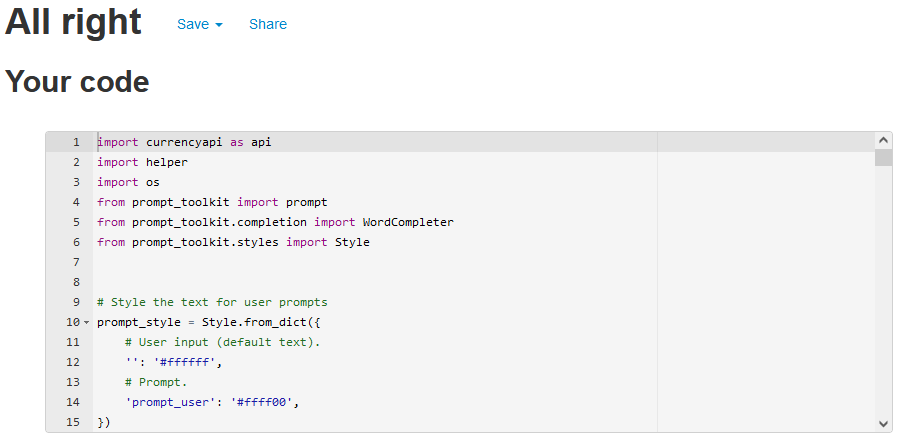 All right
Save Share
Your code
1 import currencyapi as api
2 import helper
3 import os
4 from prompt_toolkit import prompt
5 from prompt_toolkit.completion import WordCompleter
6 from prompt_toolkit.styles import Style
7
8
9 # Style the text for user prompts
10 prompt_style = Style.from_dict({
11     # User input (default text).
12     '': '#ffffff',
13     # Prompt.
14     'prompt_user': '#ffff00',
15 })